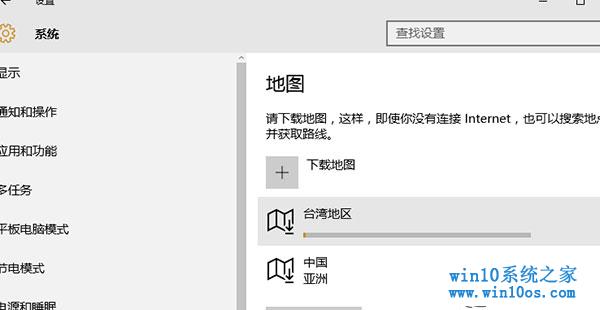 设置
系统
查找设置
显示
通知和操作
应用和功能
多任务
平板电脑模式
节电模式
电源和睡眠
地图
请下载地图，这样，即使你没有连接 Internet，也可以搜索地点
并获取路线。
下载地图
台湾地区
中国
亚洲
win10系统之家
www.win10os.com